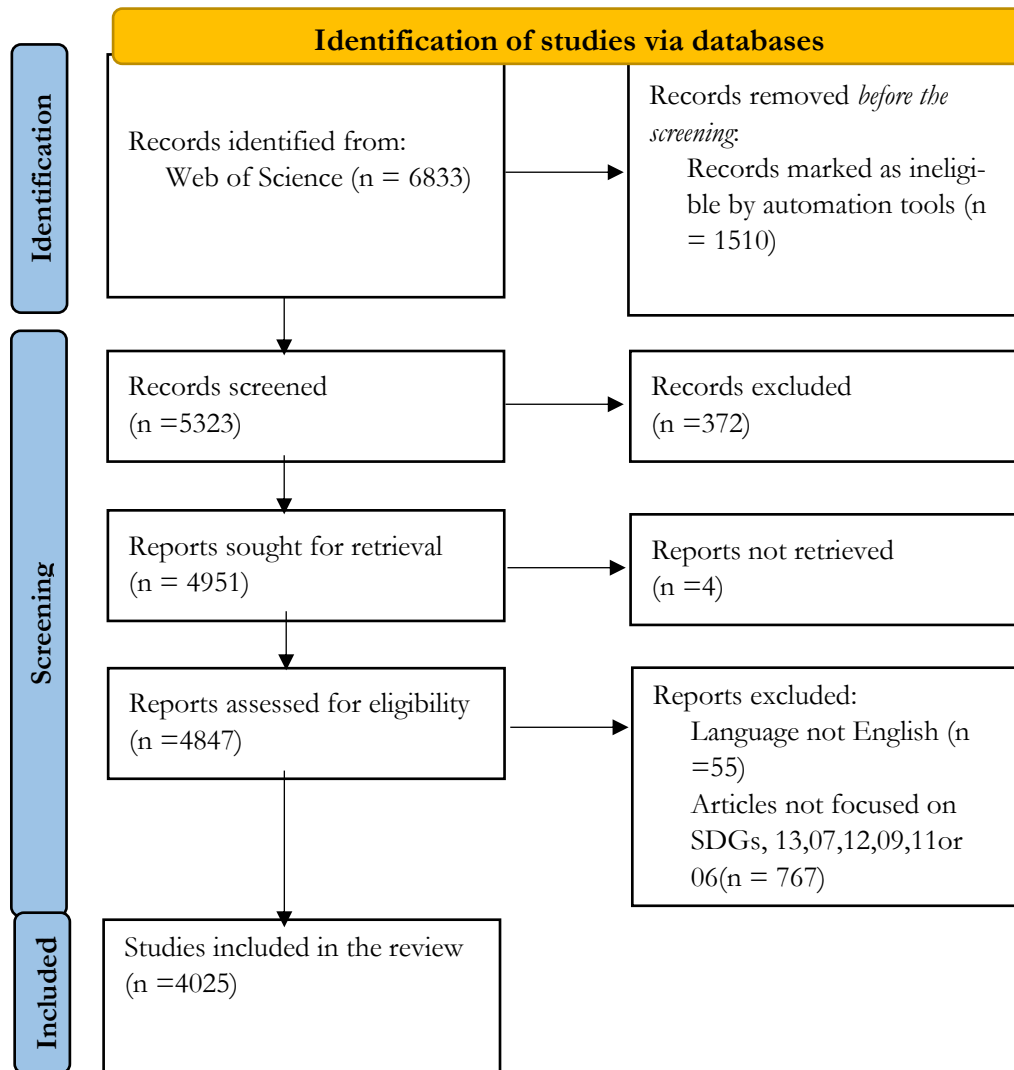 Identification of studies via databases
Identification
Records identified from:
Web of Science (n = 6833)
Records removed before the
screening:
Records marked as ineligi-
ble by automation tools (n
= 1510)
Screening
Records screened
(n =5323)
Records excluded
(n =372)
Reports sought for retrieval
(n = 4951)
Reports not retrieved
(n =4)
Reports assessed for eligibility
(n =4847)
Reports excluded:
Language not English (n
=55)
Articles not focused on
SDGs, 13,07,12,09,11or
06(n = 767)
Included
Studies included in the review
(n =4025)